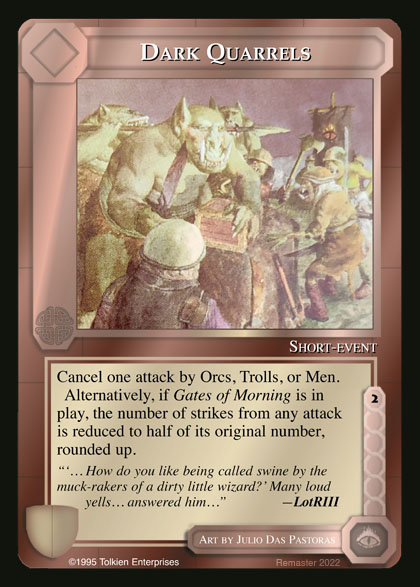 Dark Quarrels
Short-event
Cancel one attack by Orcs, Trolls, or Men.
Alternatively, if Gates of Morning is in
play, the number of strikes from any attack
is reduced to half of its original number,
rounded up.
2
“‘… How do you like being called swine by the
muck-rakers of a dirty little wizard?’ Many loud
yells… answered him…”
–LotRIII
Art by Julio Das Pastoras
©1995 Tolkien Enterprises
Remaster 2022